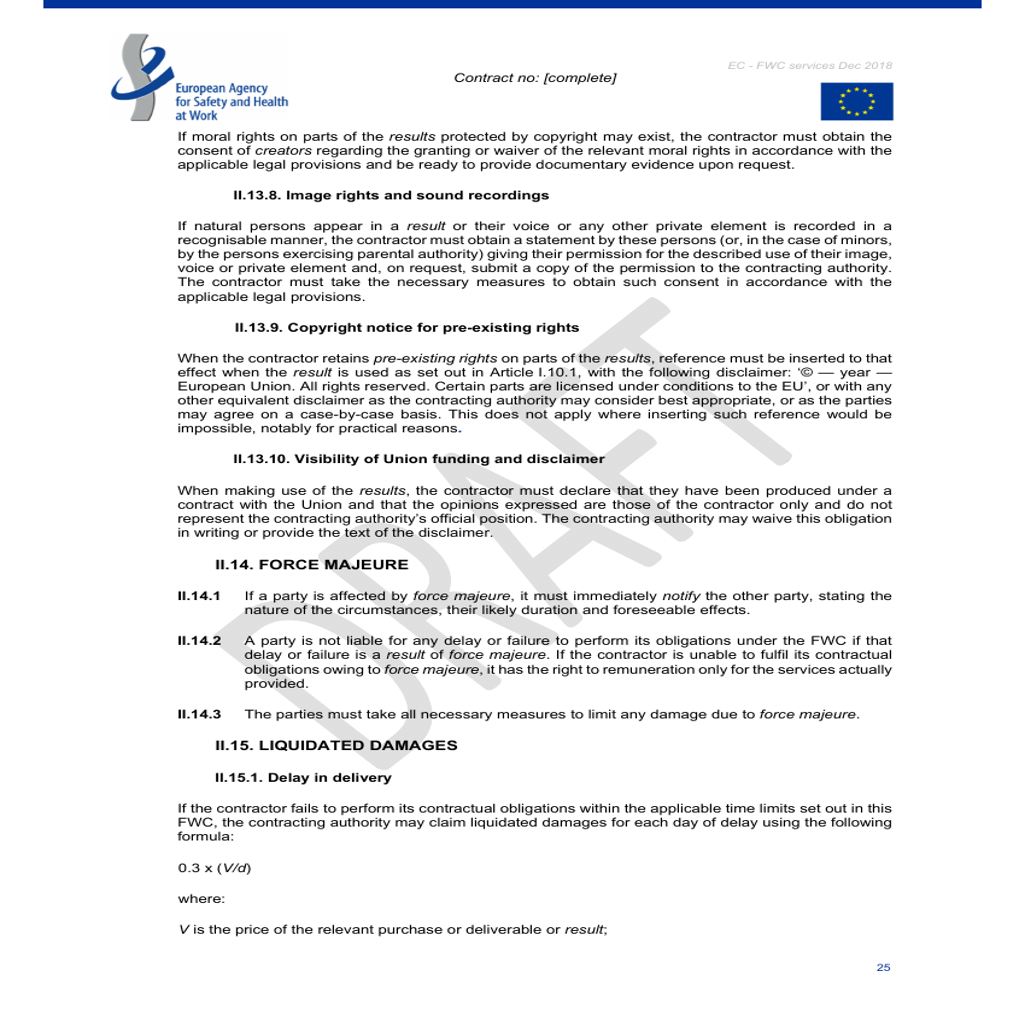 EC - FWC services Dec 2018
Contract no: [complete]
European Agency
for Safety and Health
at Work
If moral rights on parts of the results protected by copyright may exist, the contractor must obtain the
consent of creators regarding the granting or waiver of the relevant moral rights in accordance with the
applicable legal provisions and be ready to provide documentary evidence upon request.
II.13.8. Image rights and sound recordings
If natural persons appear in a result or their voice or any other private element is recorded in a
recognisable manner, the contractor must obtain a statement by these persons (or, in the case of minors,
by the persons exercising parental authority) giving their permission for the described use of their image,
voice or private element and, on request, submit a copy of the permission to the contracting authority.
The contractor must take the necessary measures to obtain such consent in accordance with the
applicable legal provisions.
II.13.9. Copyright notice for pre-existing rights
When the contractor retains pre-existing rights on parts of the results, reference must be inserted to that
effect when the result is used as set out in Article I.10.1, with the following disclaimer: ‘© — year —
European Union. All rights reserved. Certain parts are licensed under conditions to the EU’, or with any
other equivalent disclaimer as the contracting authority may consider best appropriate, or as the parties
may agree on a case-by-case basis. This does not apply where inserting such reference would be
impossible, notably for practical reasons.
II.13.10. Visibility of Union funding and disclaimer
When making use of the results, the contractor must declare that they have been produced under a
contract with the Union and that the opinions expressed are those of the contractor only and do not
represent the contracting authority’s official position. The contracting authority may waive this obligation
in writing or provide the text of the disclaimer.
II.14. FORCE MAJEURE
II.14.1 If a party is affected by force majeure, it must immediately notify the other party, stating the
nature of the circumstances, their likely duration and foreseeable effects.
II.14.2 A party is not liable for any delay or failure to perform its obligations under the FWC if that
delay or failure is a result of force majeure. If the contractor is unable to fulfil its contractual
obligations owing to force majeure, it has the right to remuneration only for the services actually
provided.
II.14.3 The parties must take all necessary measures to limit any damage due to force majeure.
II.15. LIQUIDATED DAMAGES
II.15.1. Delay in delivery
If the contractor fails to perform its contractual obligations within the applicable time limits set out in this
FWC, the contracting authority may claim liquidated damages for each day of delay using the following
formula:
0.3 x (V/d)
where:
V is the price of the relevant purchase or deliverable or result;
25
DRAFT